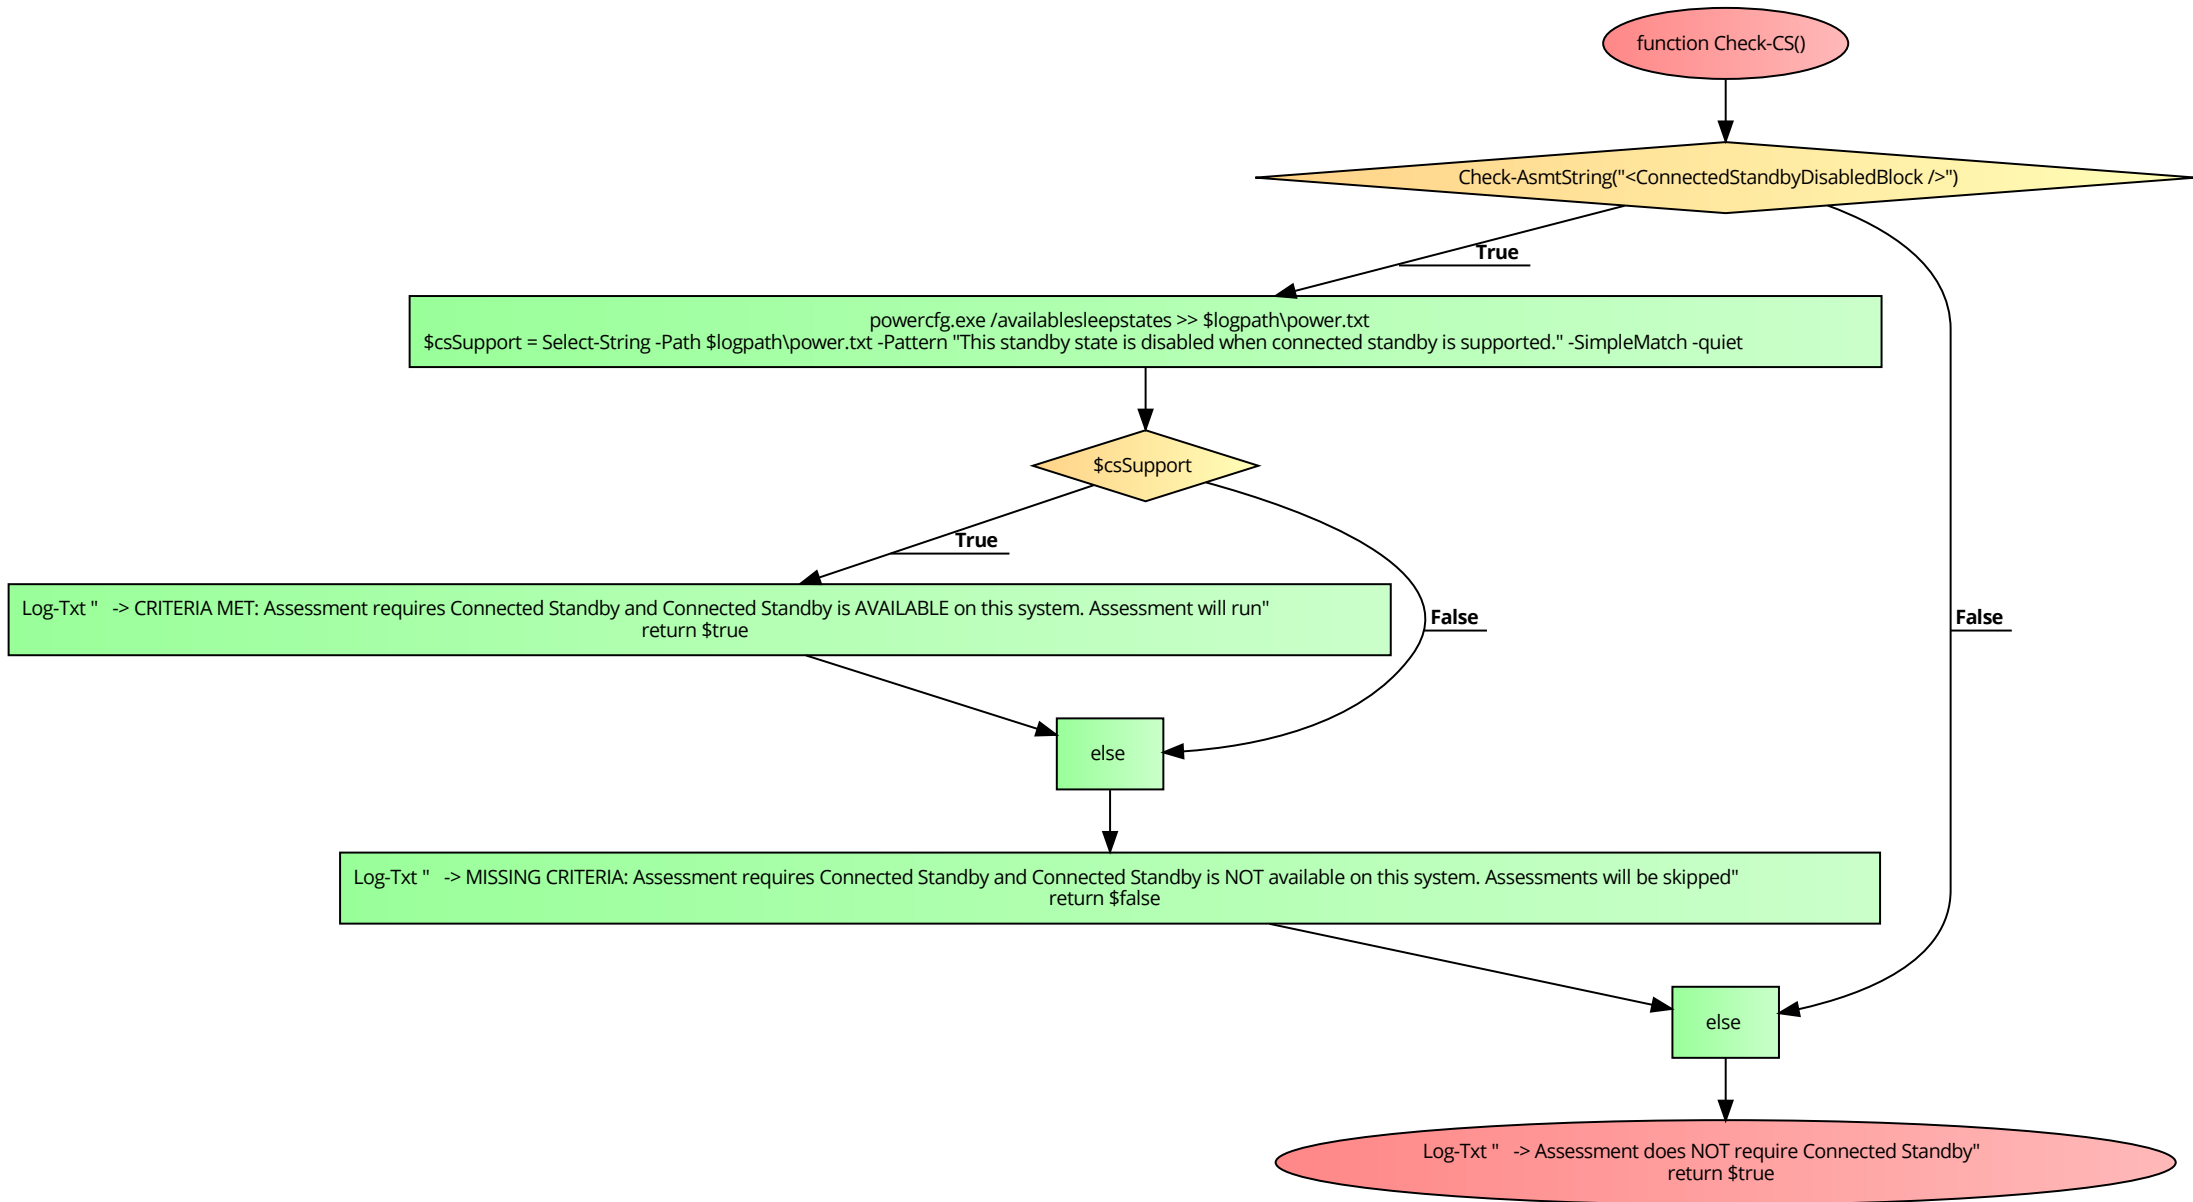 function Check-CS()
Check-AsmtString("<ConnectedStandbyDisabledBlock />")
True
powercfg.exe /availablesleepstates >> $logpath\power.txt
$csSupport = Select-String -Path $logpath\power.txt -Pattern "This standby state is disabled when connected standby is supported." -SimpleMatch -quiet
$csSupport
True
Log-Txt "   -> CRITERIA MET: Assessment requires Connected Standby and Connected Standby is AVAILABLE on this system. Assessment will run"
return $true
False
False
else
Log-Txt "   -> MISSING CRITERIA: Assessment requires Connected Standby and Connected Standby is NOT available on this system. Assessments will be skipped"
return $false
else
Log-Txt "   -> Assessment does NOT require Connected Standby"
return $true